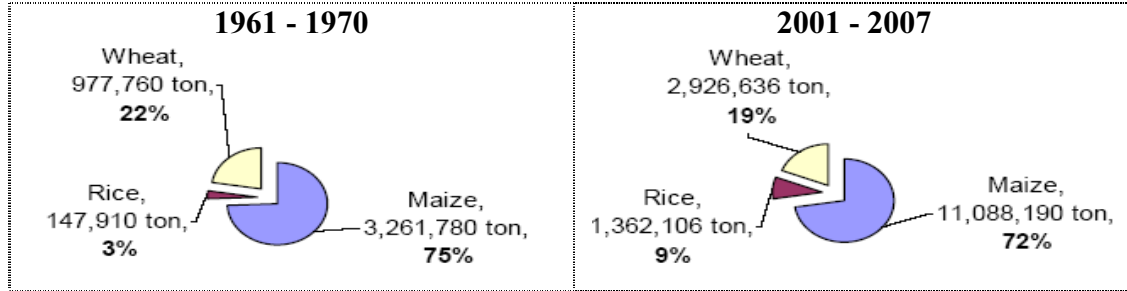 1961 - 1970
Wheat,
977,760 ton,
22%
Rice,
147,910 ton,
3%
Maize,
3,261,780 ton,
75%
2001 - 2007
Wheat,
2,926,636 ton,
19%
Rice,
1,362,106 ton,
9%
Maize,
11,088,190 ton,
72%